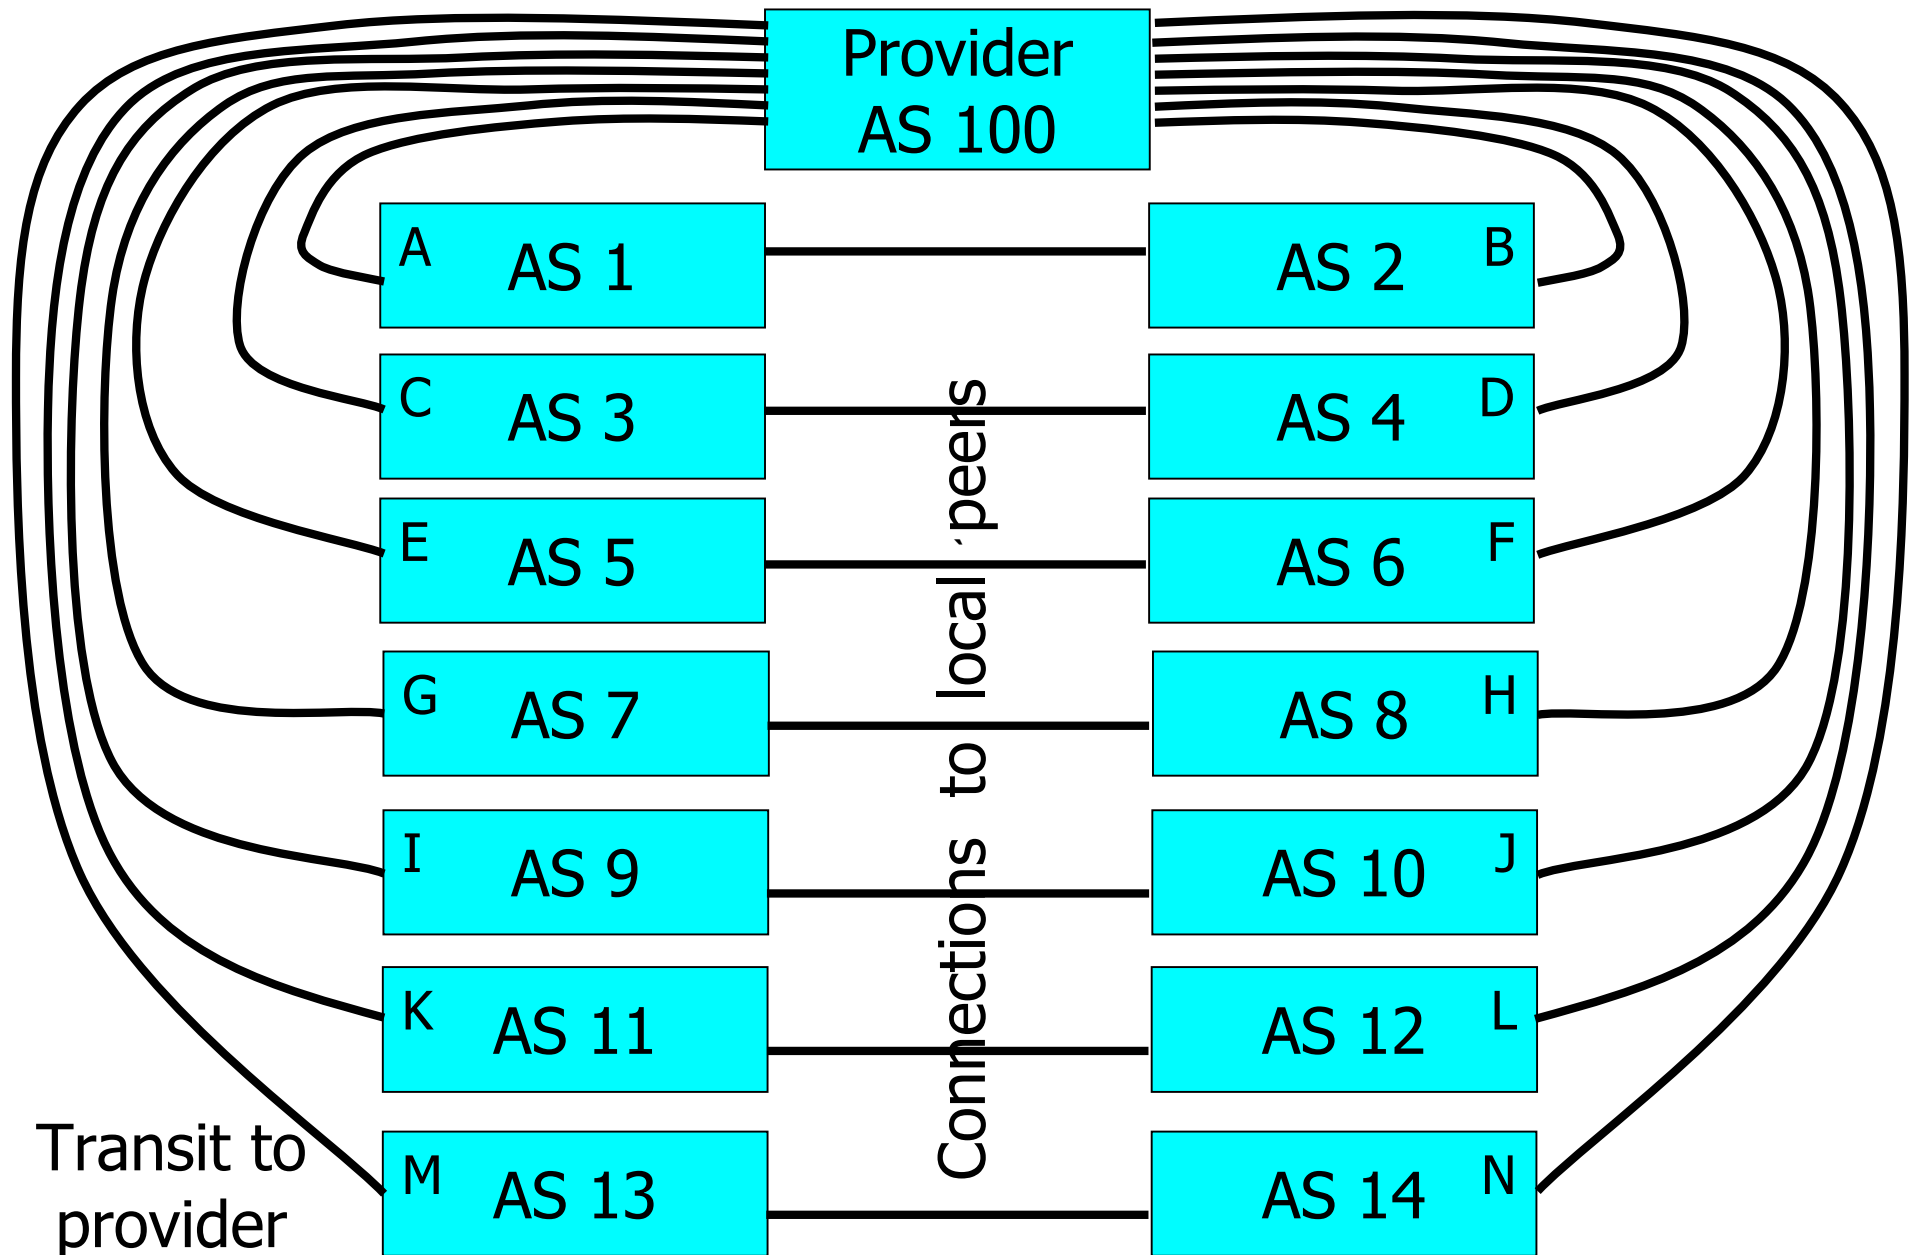 Provider
AS 100
A AS 1
AS 2 B
C AS 3
AS 4 D
E AS 5
AS 6 F
G AS 7
AS 8 H
I AS 9
AS 10 J
K AS 11
AS 12 L
M AS 13
AS 14 N
Connections to local peers
Transit to
provider